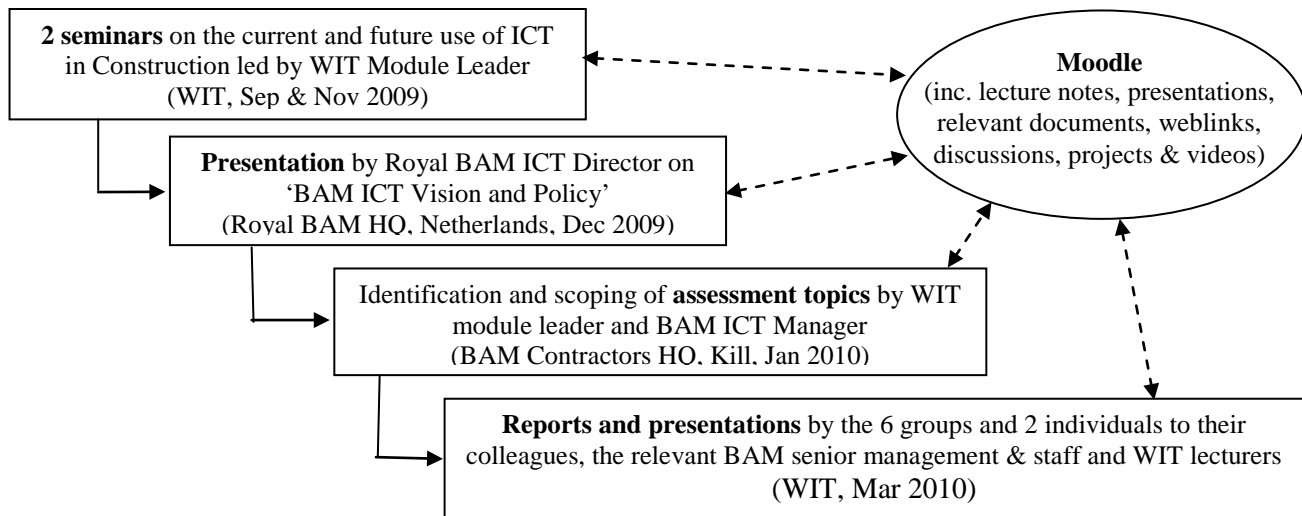 2 seminars on the current and future use of ICT
in Construction led by WIT Module Leader
(WIT, Sep & Nov 2009)
Moodle
(inc. lecture notes, presentations,
relevant documents, weblinks,
discussions, projects & videos)
Presentation by Royal BAM ICT Director on
‘BAM ICT Vision and Policy’
(Royal BAM HQ, Netherlands, Dec 2009)
Identification and scoping of assessment topics by WIT
module leader and BAM ICT Manager
(BAM Contractors HQ, Kill, Jan 2010)
Reports and presentations by the 6 groups and 2 individuals to their
colleagues, the relevant BAM senior management & staff and WIT lecturers
(WIT, Mar 2010)